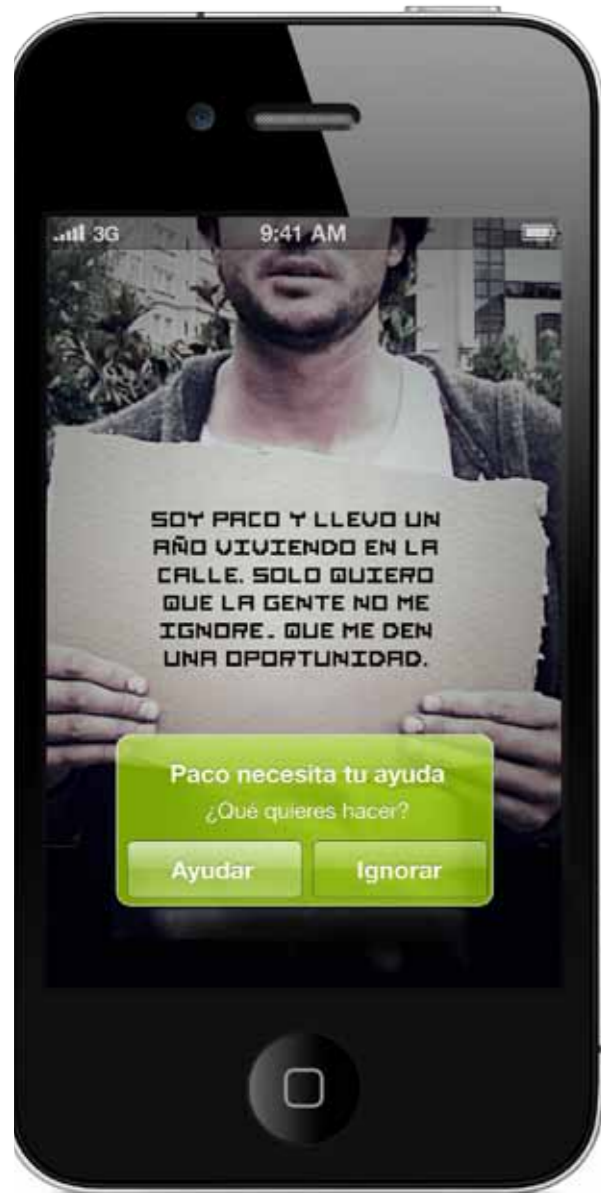 3G 9:41 AM
SOY PACO Y LLEVO UN
AÑO VIVIENDO EN LA
CALLE. SOLO QUIERO
QUE LA GENTE NO ME
IGNORE. QUE ME DEN
UNA OPORTUNIDAD.
Paco necesita tu ayuda
¿Qué quieres hacer?
Ayudar Ignorar